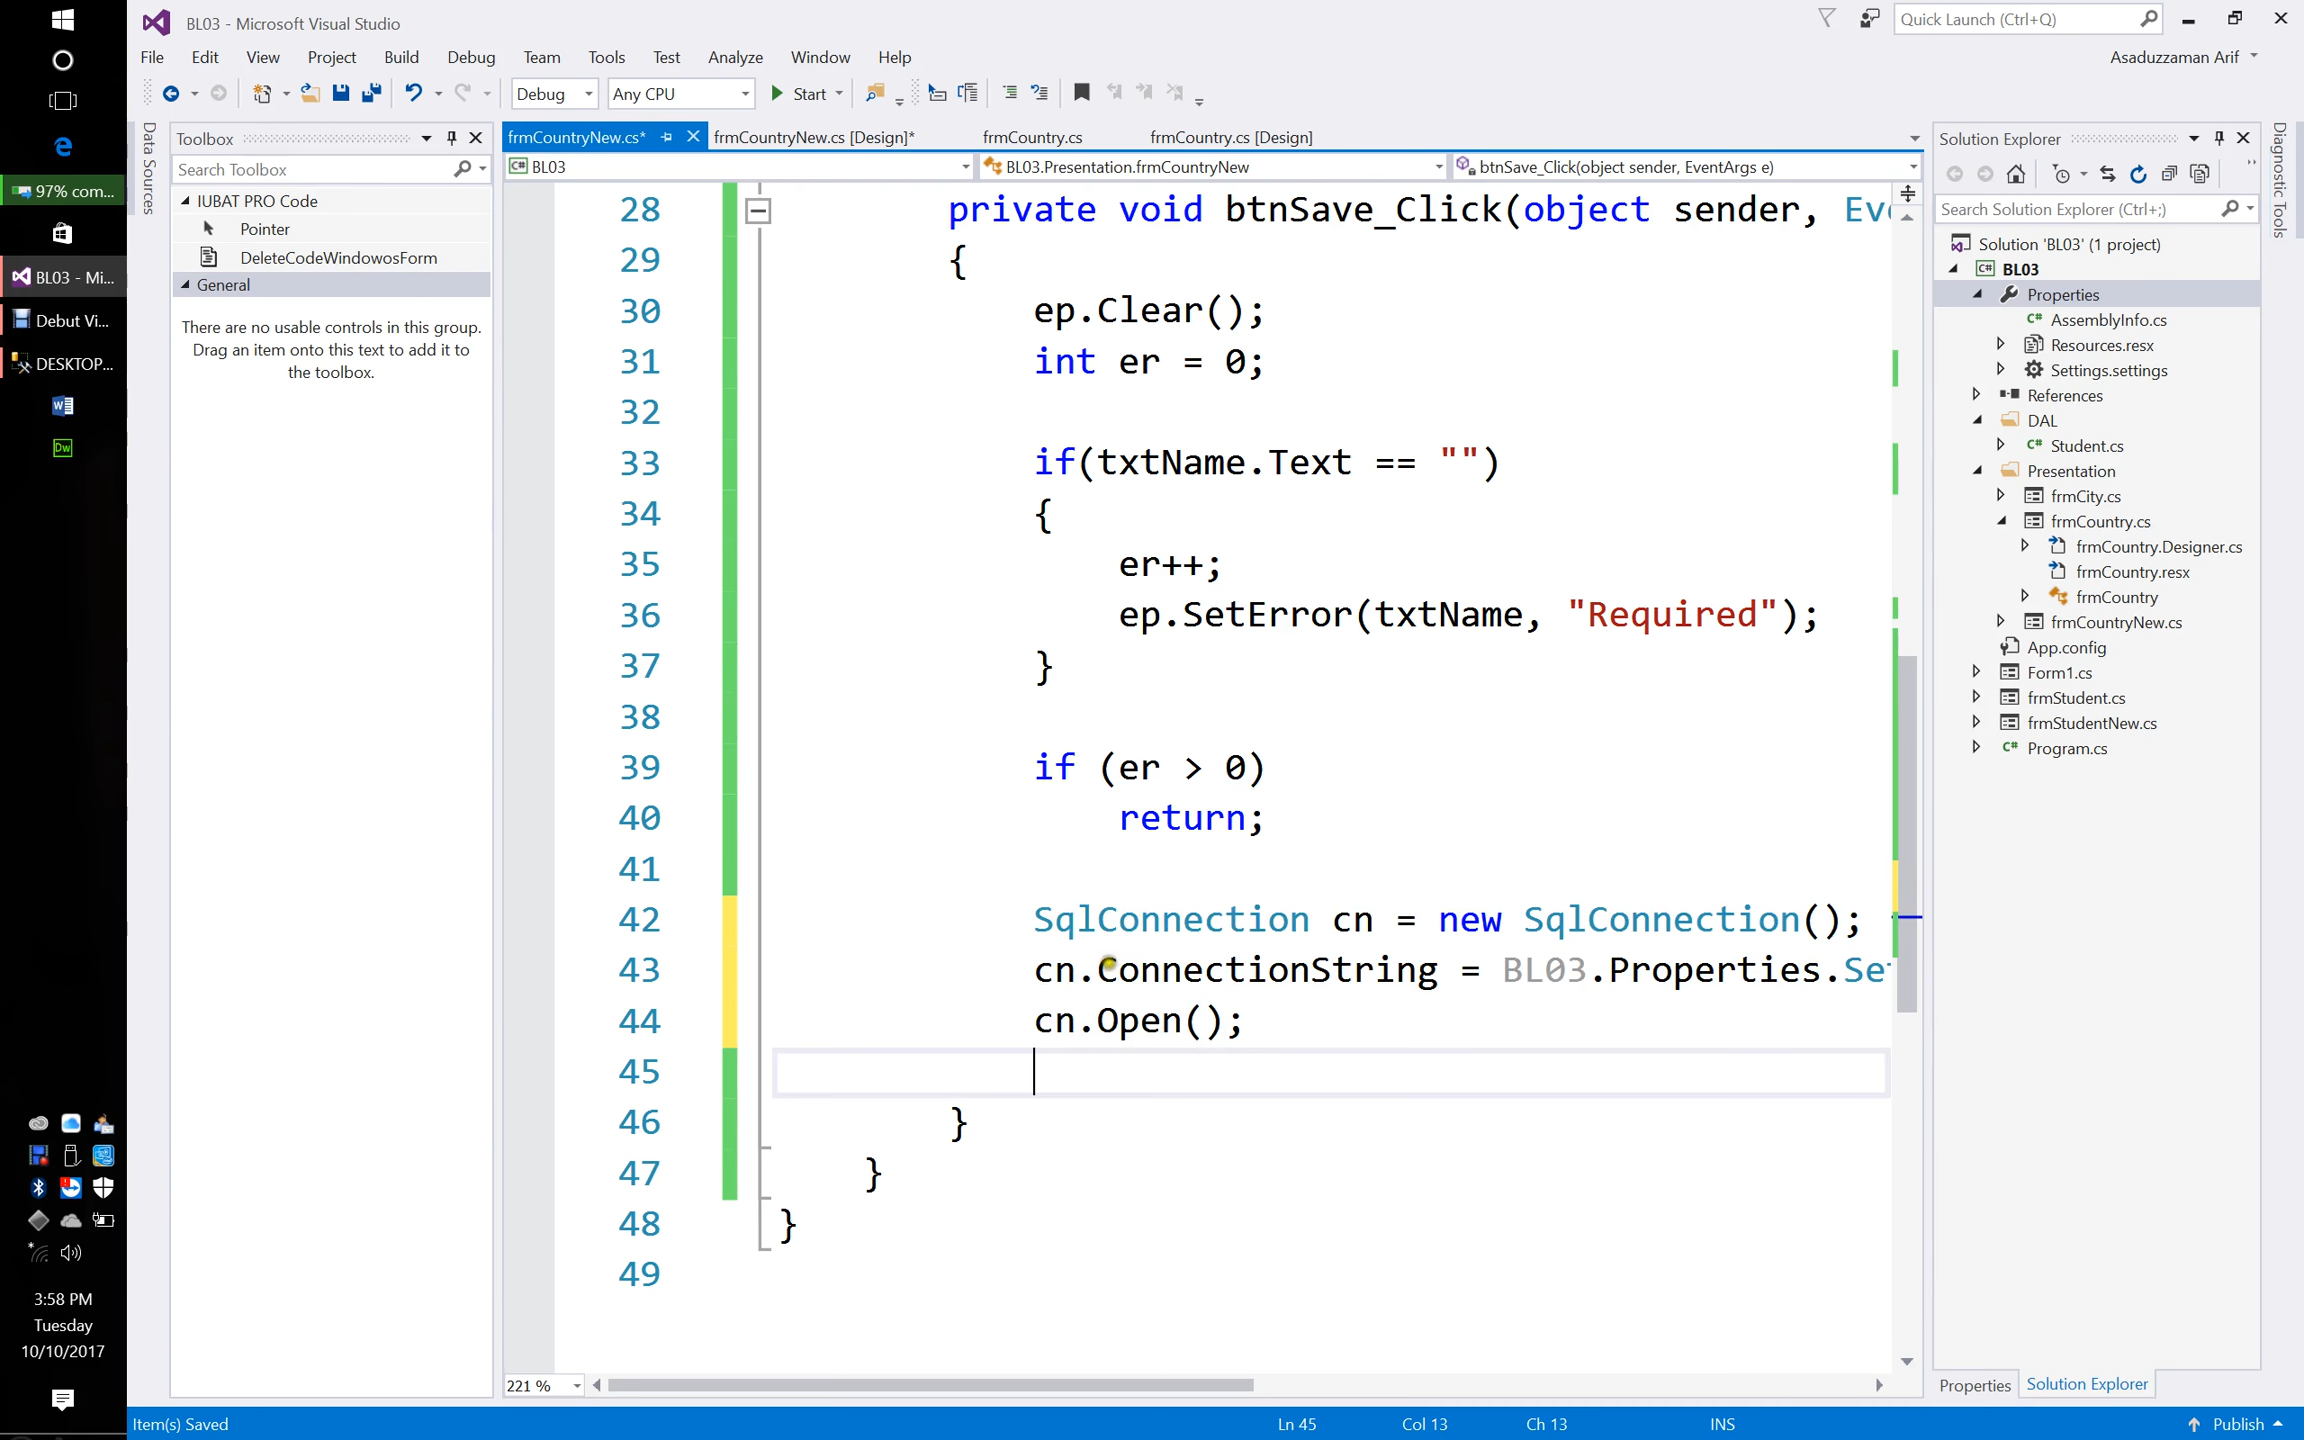 BL03 - Microsoft Visual Studio
Quick Launch (Ctrl+Q)
File Edit View Project Build Debug Team Tools Test Analyze Window Help
Asaduzzaman Arif
Debug Any CPU Start
97% com...
BL03 - Mi...
Debut Vi...
DESKTOP...
Dw
3:58 PM
Tuesday
10/10/2017
Data Sources
Toolbox
Search Toolbox
IUBAT PRO Code
Pointer
DeleteCodeWindowosForm
General
There are no usable controls in this group.
Drag an item onto this text to add it to
the toolbox.
frmCountryNew.cs* frmCountryNew.cs [Design]* frmCountry.cs frmCountry.cs [Design]
BL03 BL03.Presentation.frmCountryNew btnSave_Click(object sender, EventArgs e)
28 private void btnSave_Click(object sender, Eve
29 {
30 ep.Clear();
31 int er = 0;
32
33 if(txtName.Text == "")
34 {
35 er++;
36 ep.SetError(txtName, "Required");
37 }
38
39 if (er > 0)
40 return;
41
42 SqlConnection cn = new SqlConnection();
43 cn.ConnectionString = BL03.Properties.Set
44 cn.Open();
45
46 }
47 }
48 }
49
221 %
Solution Explorer
Search Solution Explorer (Ctrl+;)
Solution 'BL03' (1 project)
BL03
Properties
AssemblyInfo.cs
Resources.resx
Settings.settings
References
DAL
Student.cs
Presentation
frmCity.cs
frmCountry.cs
frmCountry.Designer.cs
frmCountry.resx
frmCountry
frmCountryNew.cs
App.config
Form1.cs
frmStudent.cs
frmStudentNew.cs
Program.cs
Properties Solution Explorer
Diagnostic Tools
Item(s) Saved Ln 45 Col 13 Ch 13 INS Publish